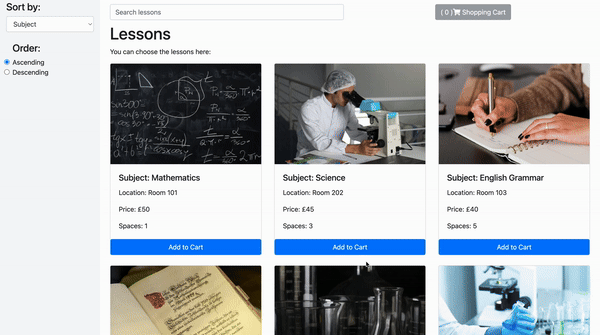 Sort by:
Subject
Order:
Ascending
Descending
Search lessons
( 0 ) Shopping Cart
Lessons
You can choose the lessons here:
Subject: Mathematics
Location: Room 101
Price: £50
Spaces: 1
Add to Cart
Subject: Science
Location: Room 202
Price: £45
Spaces: 3
Add to Cart
Subject: English Grammar
Location: Room 103
Price: £40
Spaces: 5
Add to Cart